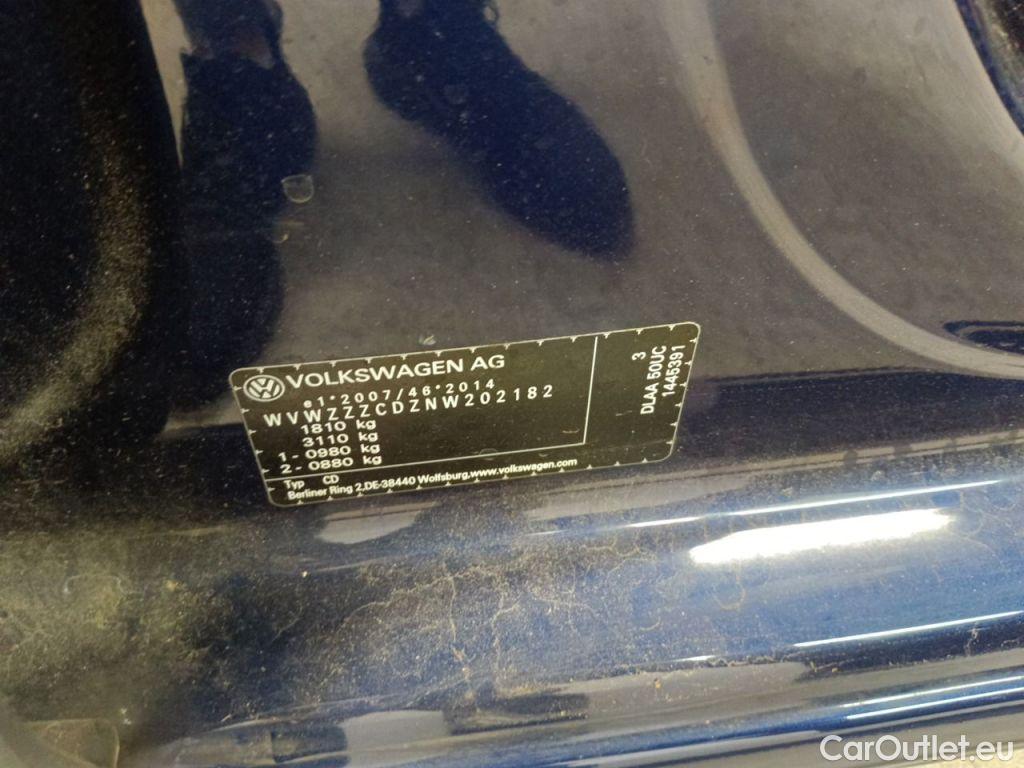 VOLKSWAGEN AG
e1*2007/46*2014
WVWZZZCDZNW202182
1810 kg
3110 kg
1- 0980 kg
2- 0880 kg
Typ CD
Berliner Ring 2,DE-38440 Wolfsburg,www.volkswagen.com
3
DLAA 50UC
1445391
CarOutlet.eu